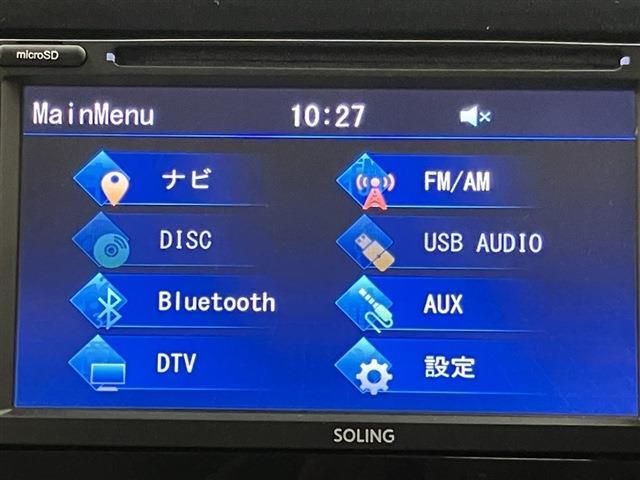 microSD
MainMenu 10:27
ナビ FM/AM
DISC USB AUDIO
Bluetooth AUX
DTV 設定
SOLING